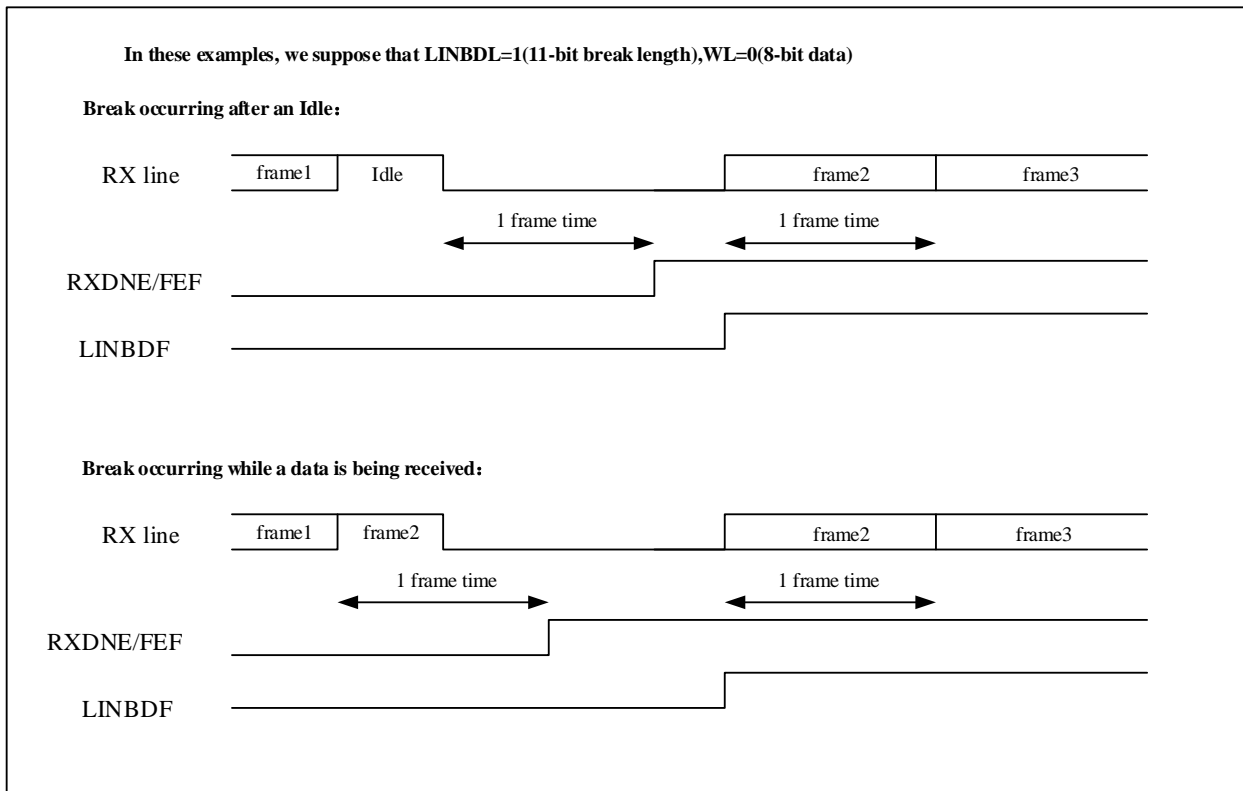 In these examples, we suppose that LINBDL=1(11-bit break length),WL=0(8-bit data)
Break occurring after an Idle：
RX line
frame1
Idle
frame2
frame3
1 frame time
1 frame time
RXDNE/FEF
LINBDF
Break occurring while a data is being received：
RX line
frame1
frame2
frame2
frame3
1 frame time
1 frame time
RXDNE/FEF
LINBDF